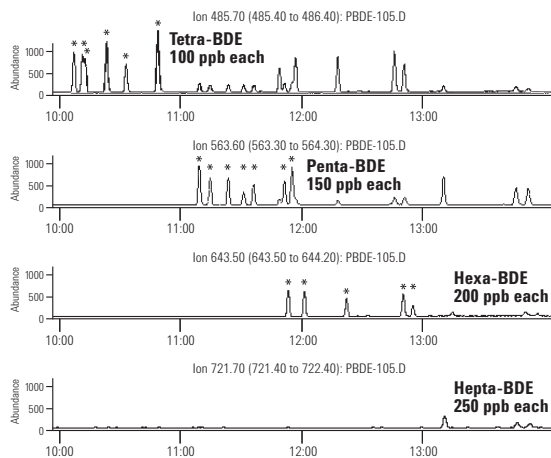 Ion 485.70 (485.40 to 486.40): PBDE-105.D
Abundance
1000
500
0
* * * * * * *
Tetra-BDE
100 ppb each
10:00 11:00 12:00 13:00
Ion 563.60 (563.30 to 564.30): PBDE-105.D
Abundance
1000
500
0
* * * * * * *
Penta-BDE
150 ppb each
10:00 11:00 12:00 13:00
Ion 643.50 (643.50 to 644.20): PBDE-105.D
Abundance
1000
500
0
* * * * *
Hexa-BDE
200 ppb each
10:00 11:00 12:00 13:00
Ion 721.70 (721.40 to 722.40): PBDE-105.D
Abundance
1000
500
0
Hepta-BDE
250 ppb each
10:00 11:00 12:00 13:00